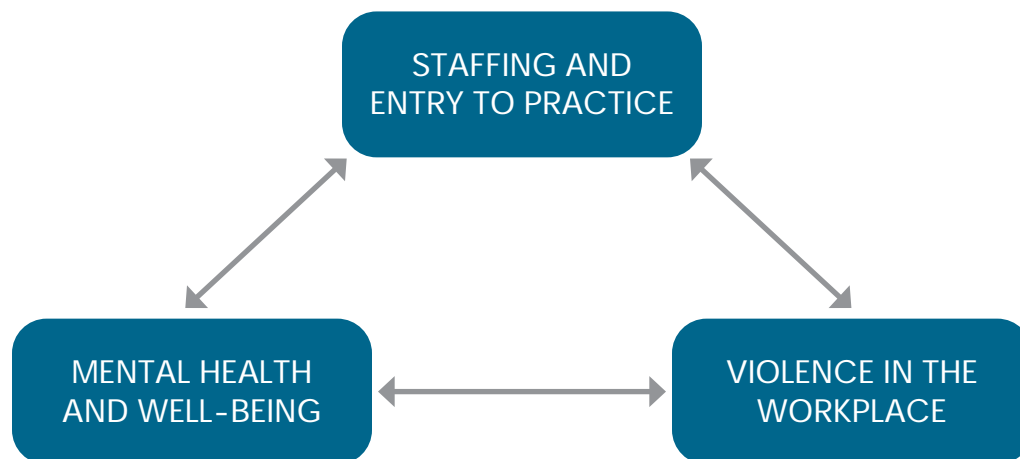 STAFFING AND
ENTRY TO PRACTICE
MENTAL HEALTH
AND WELL-BEING
VIOLENCE IN THE
WORKPLACE